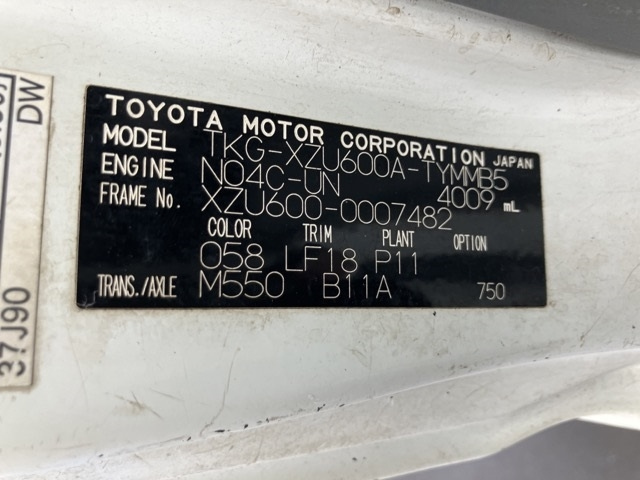 TOYOTA MOTOR CORPORATION JAPAN
MODEL TKG-XZU600A-TYMMB5
ENGINE N04C-UN 4009 mL
FRAME No. XZU600-0007482
COLOR TRIM PLANT OPTION
058 LF18 P11
TRANS./AXLE M550 B11A 750
DW
37J90